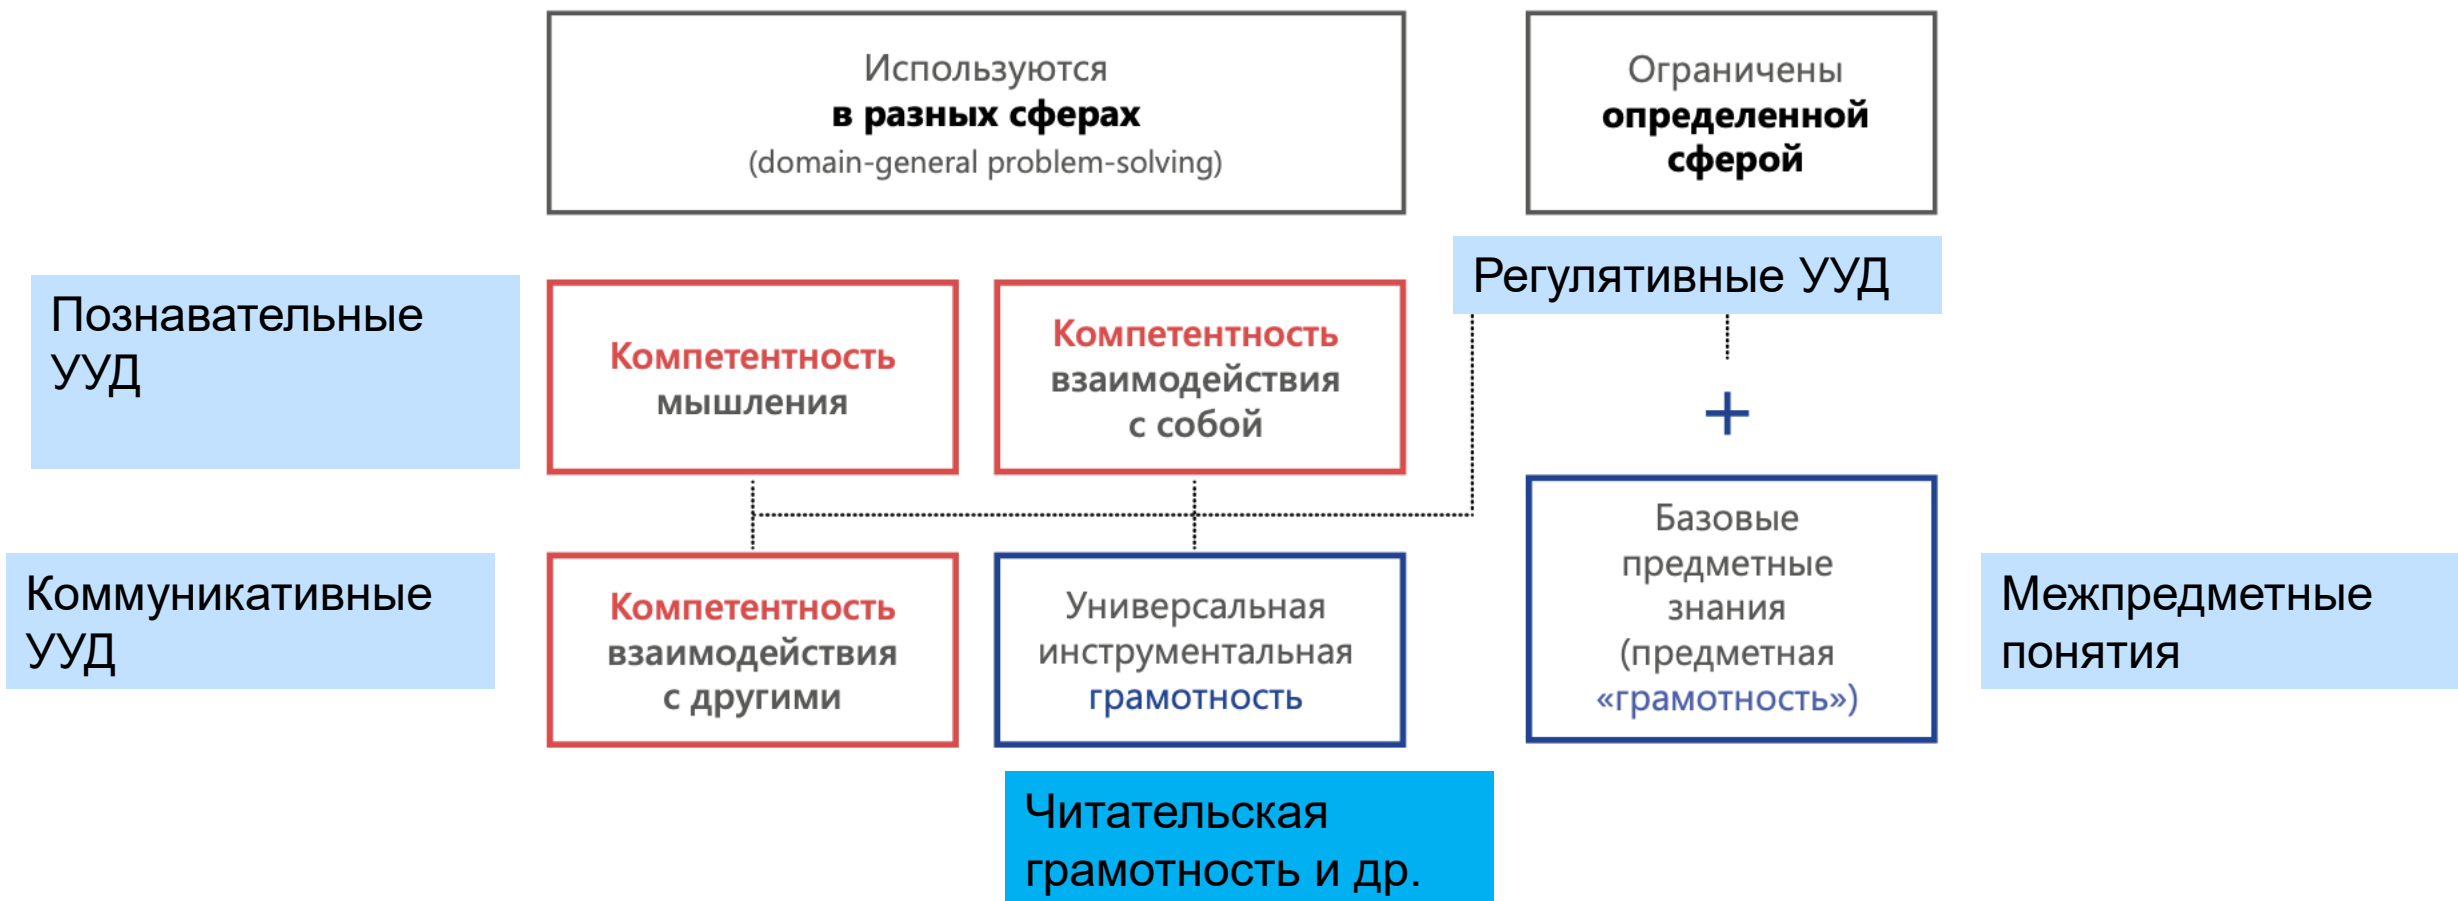 Используются
в разных сферах
(domain-general problem-solving)
Ограничены
определенной
сферой
Регулятивные УУД
Познавательные
УУД
Компетентность
мышления
Компетентность
взаимодействия
с собой
+
Коммуникативные
УУД
Компетентность
взаимодействия
с другими
Универсальная
инструментальная
грамотность
Базовые
предметные
знания
(предметная
«грамотность»)
Межпредметные
понятия
Читательская
грамотность и др.